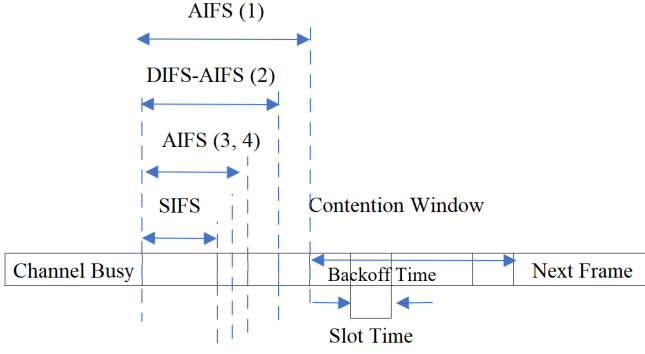 AIFS (1)
DIFS-AIFS (2)
AIFS (3, 4)
SIFS
Contention Window
Channel Busy
Backoff Time
Next Frame
Slot Time